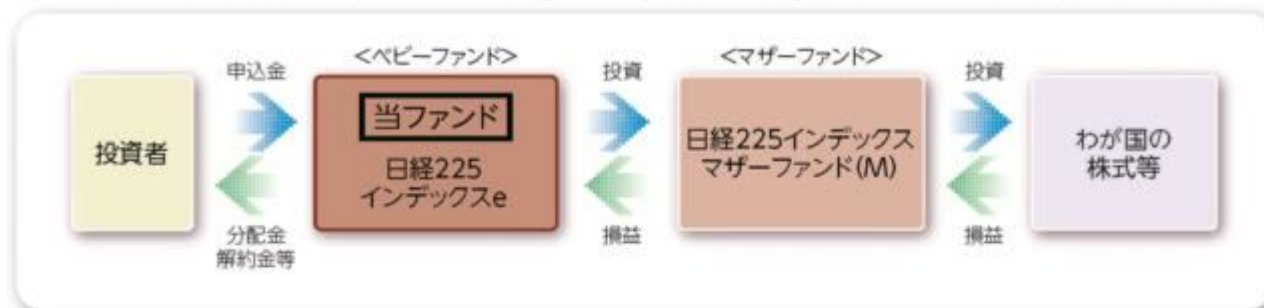 <ベビーファンド>
<マザーファンド>
申込金
投資
投資
投資者
当ファンド
日経225
インデックスe
日経225インデックス
マザーファンド(M)
わが国の
株式等
分配金
解約金等
損益
損益